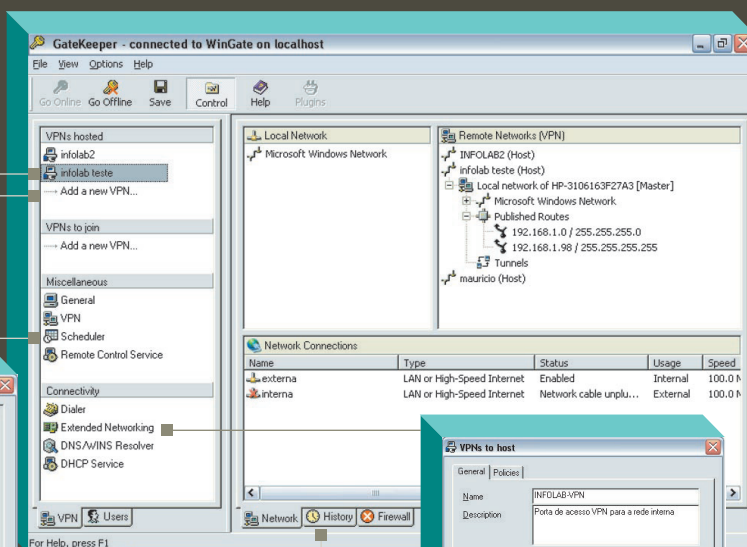 GateKeeper - connected to WinGate on localhost
File View Options Help
Go Online Go Offline Save Control Help Plugins
VPNs hosted
infolab2
infolab teste
Add a new VPN...
VPNs to join
Add a new VPN...
Miscellaneous
General
VPN
Scheduler
Remote Control Service
Connectivity
Dialer
Extended Networking
DNS/WINS Resolver
DHCP Service
VPN Users
Local Network
Microsoft Windows Network
Remote Networks (VPN)
INFOLAB2 (Host)
infolab teste (Host)
Local network of HP-3106163F27A3 [Master]
Microsoft Windows Network
Published Routes
192.168.1.0 / 255.255.255.0
192.168.1.98 / 255.255.255.255
Tunnels
mauricio (Host)
Network Connections
Name Type Status Usage Speed
externa LAN or High-Speed Internet Enabled Internal 100.0 M
interna LAN or High-Speed Internet Network cable unplu... External 100.0 M
Network History Firewall
VPNs to host
General Policies
Name INFOLAB-VPN
Description Porta de acesso VPN para a rede interna
For Help, press F1